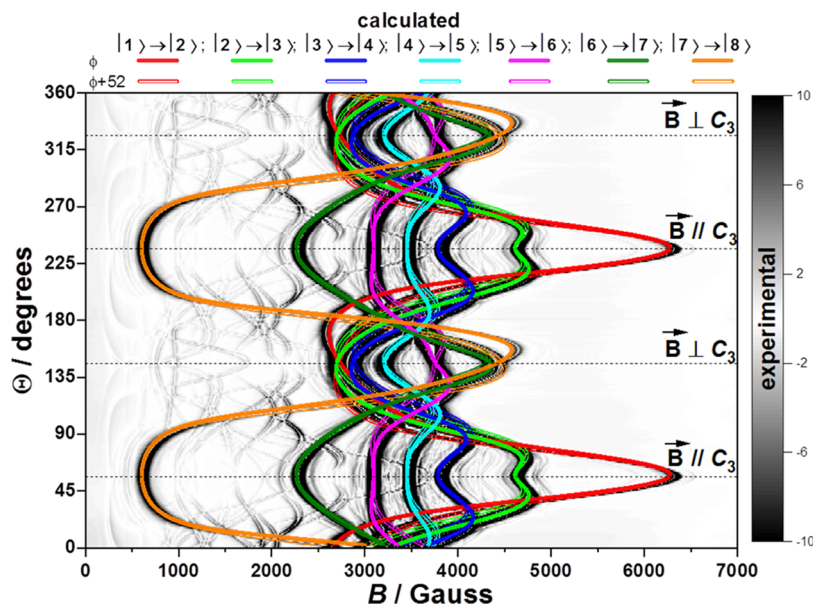 calculated
|1⟩→|2⟩; |2⟩→|3⟩; |3⟩→|4⟩; |4⟩→|5⟩; |5⟩→|6⟩; |6⟩→|7⟩; |7⟩→|8⟩
ϕ
ϕ+52
360
315
270
225
180
135
90
45
0
Θ / degrees
B ⊥ C3
B // C3
B ⊥ C3
B // C3
0 1000 2000 3000 4000 5000 6000 7000
B / Gauss
10
6
2
-2
-6
-10
experimental